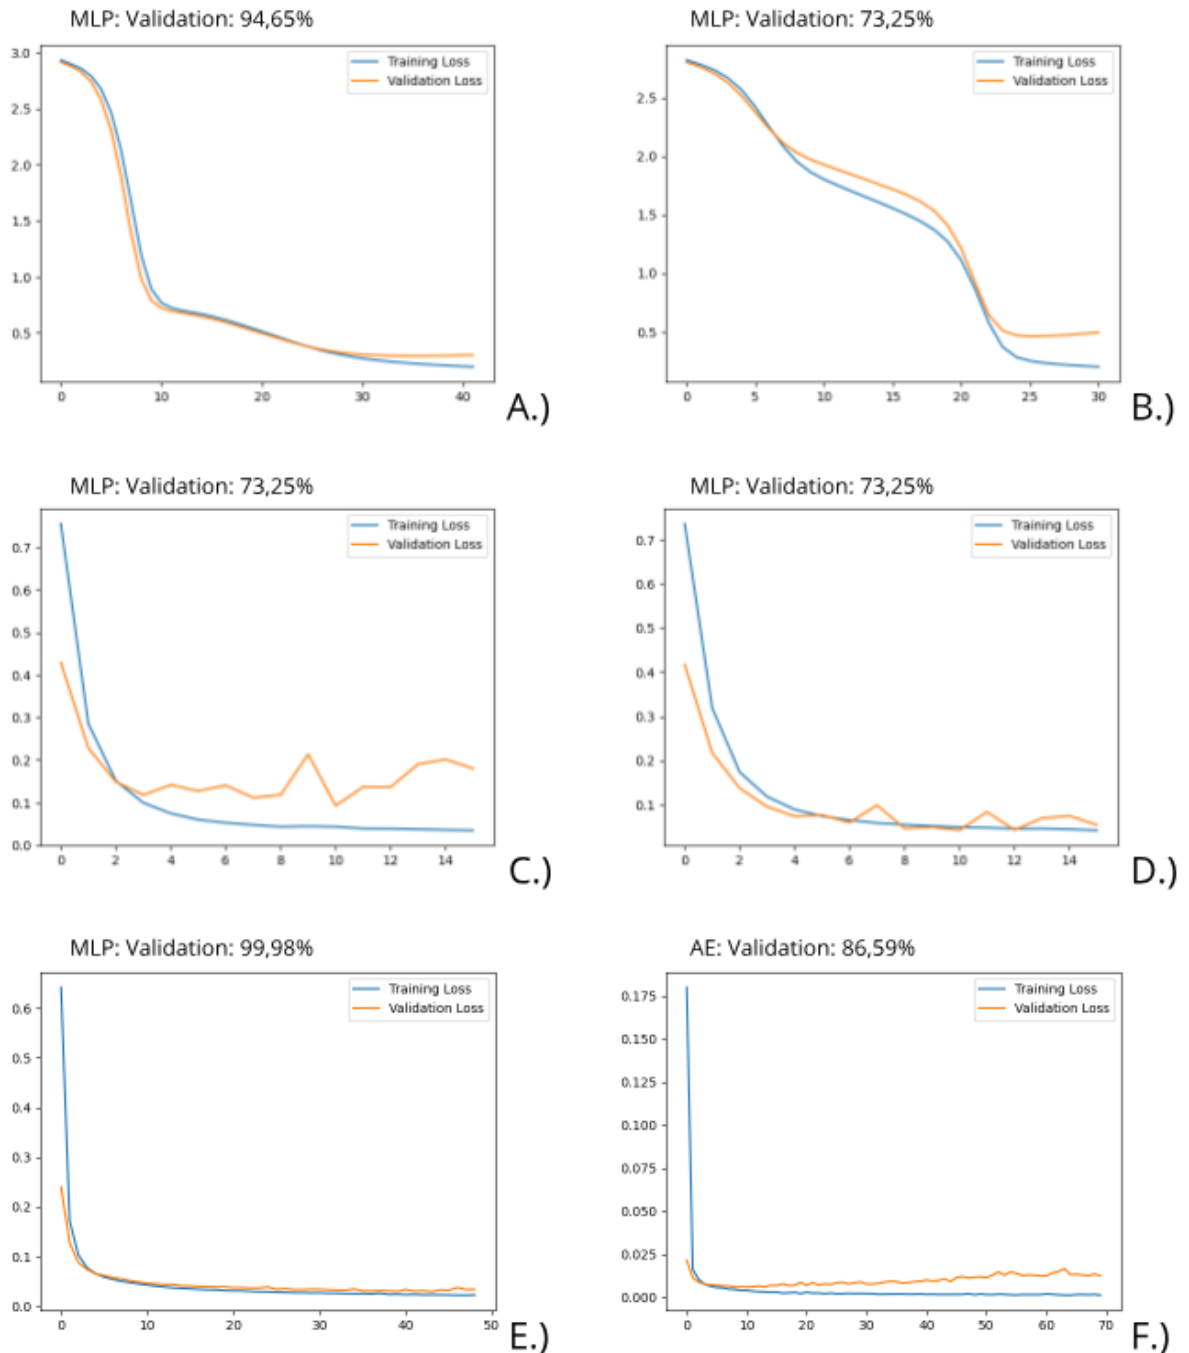 MLP: Validation: 94,65%
3.0
2.5
2.0
1.5
1.0
0.5
Training Loss
Validation Loss
0 10 20 30 40
A.)
MLP: Validation: 73,25%
2.5
2.0
1.5
1.0
0.5
Training Loss
Validation Loss
0 5 10 15 20 25 30
B.)
MLP: Validation: 73,25%
0.7
0.6
0.5
0.4
0.3
0.2
0.1
0.0
Training Loss
Validation Loss
0 2 4 6 8 10 12 14
C.)
MLP: Validation: 73,25%
0.7
0.6
0.5
0.4
0.3
0.2
0.1
Training Loss
Validation Loss
0 2 4 6 8 10 12 14
D.)
MLP: Validation: 99,98%
0.6
0.5
0.4
0.3
0.2
0.1
0.0
Training Loss
Validation Loss
0 10 20 30 40 50
E.)
AE: Validation: 86,59%
0.175
0.150
0.125
0.100
0.075
0.050
0.025
0.000
Training Loss
Validation Loss
0 10 20 30 40 50 60 70
F.)